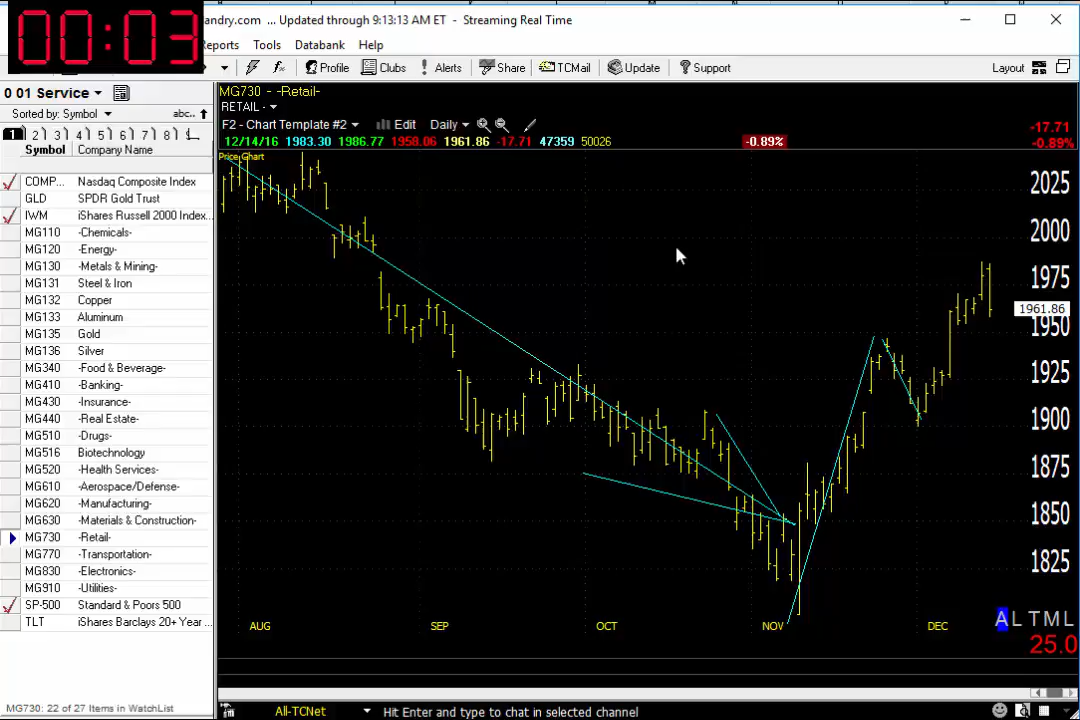 00:03
andry.com ... Updated through 9:13:13 AM ET - Streaming Real Time
Reports Tools Databank Help
Profile Clubs Alerts Share TCMail Update Support Layout
0 01 Service
Sorted by: Symbol abc..
1 2 3 4 5 6 7 8
Symbol Company Name
COMP... Nasdaq Composite Index
GLD SPDR Gold Trust
IWM iShares Russell 2000 Index...
MG110 -Chemicals-
MG120 -Energy-
MG130 -Metals & Mining-
MG131 Steel & Iron
MG132 Copper
MG133 Aluminum
MG135 Gold
MG136 Silver
MG340 -Food & Beverage-
MG410 -Banking-
MG430 -Insurance-
MG440 -Real Estate-
MG510 -Drugs-
MG516 Biotechnology
MG520 -Health Services-
MG610 -Aerospace/Defense-
MG620 -Manufacturing-
MG630 -Materials & Construction-
MG730 -Retail-
MG770 -Transportation-
MG830 -Electronics-
MG910 -Utilities-
SP-500 Standard & Poors 500
TLT iShares Barclays 20+ Year ...
MG730: 22 of 27 Items in WatchList
MG730 - -Retail-
RETAIL -
F2 - Chart Template #2 Edit Daily
12/14/16 1983.30 1986.77 1958.06 1961.86 -17.71 47359 50026 -0.89%
-17.71
-0.89%
Price Chart
2025
2000
1975
1961.86
1950
1925
1900
1875
1850
1825
AUG SEP OCT NOV DEC
A L T M L
25.0
All-TCNet Hit Enter and type to chat in selected channel